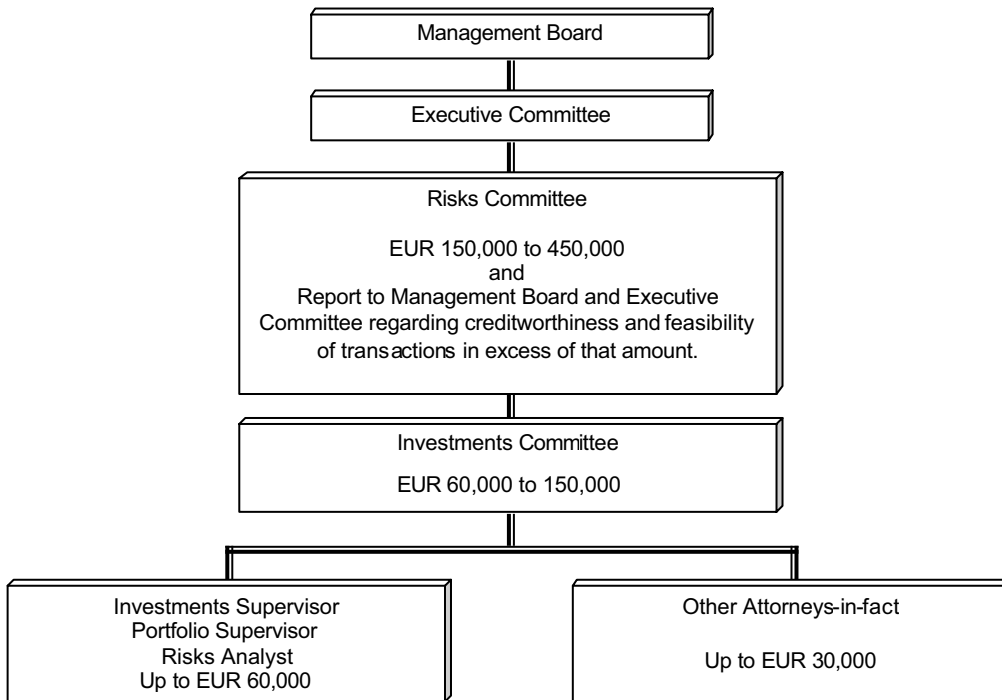 Management Board
Executive Committee
Risks Committee
EUR 150,000 to 450,000
and
Report to Management Board and Executive
Committee regarding creditworthiness and feasibility
of transactions in excess of that amount.
Investments Committee
EUR 60,000 to 150,000
Investments Supervisor
Portfolio Supervisor
Risks Analyst
Up to EUR 60,000
Other Attorneys-in-fact
Up to EUR 30,000